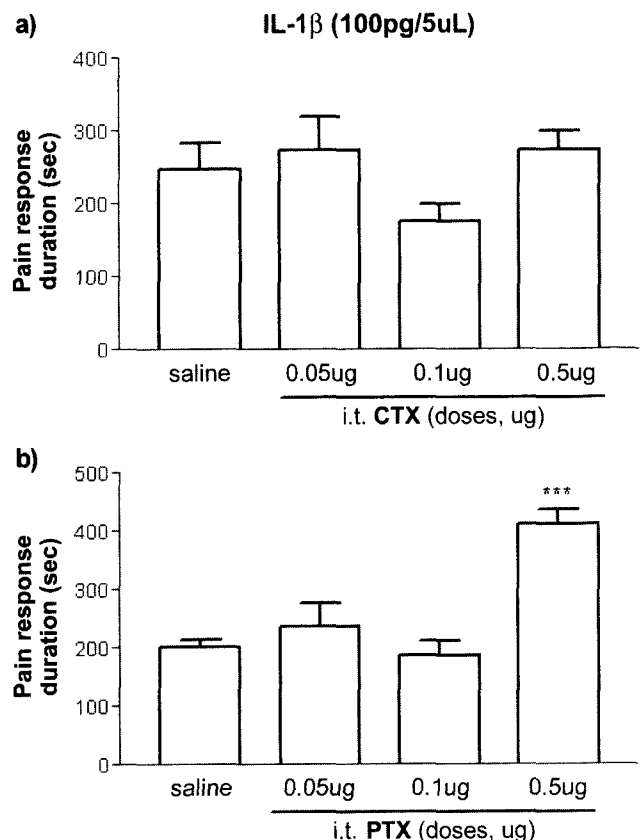 a)
IL-1β (100pg/5uL)
Pain response
duration (sec)
400
300
200
100
0
saline
0.05ug
0.1ug
0.5ug
i.t. CTX (doses, ug)
b)
Pain response
duration (sec)
500
400
300
200
100
0
***
saline
0.05ug
0.1ug
0.5ug
i.t. PTX (doses, ug)